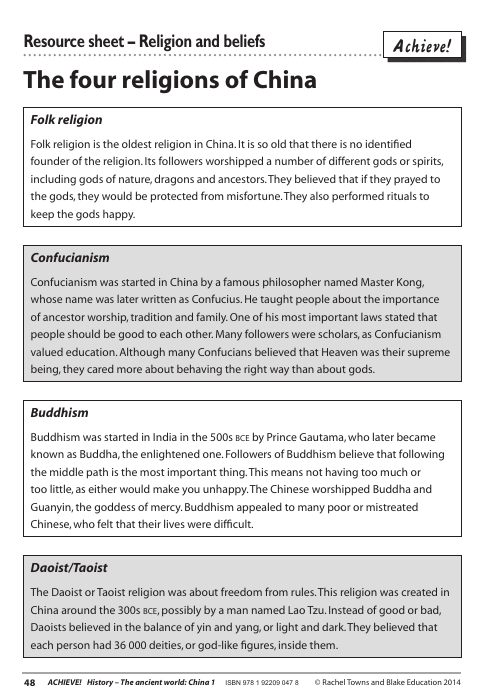 Resource sheet – Religion and beliefs
Achieve!
The four religions of China
Folk religion
Folk religion is the oldest religion in China. It is so old that there is no identified
founder of the religion. Its followers worshipped a number of different gods or spirits,
including gods of nature, dragons and ancestors. They believed that if they prayed to
the gods, they would be protected from misfortune. They also performed rituals to
keep the gods happy.
Confucianism
Confucianism was started in China by a famous philosopher named Master Kong,
whose name was later written as Confucius. He taught people about the importance
of ancestor worship, tradition and family. One of his most important laws stated that
people should be good to each other. Many followers were scholars, as Confucianism
valued education. Although many Confucians believed that Heaven was their supreme
being, they cared more about behaving the right way than about gods.
Buddhism
Buddhism was started in India in the 500s BCE by Prince Gautama, who later became
known as Buddha, the enlightened one. Followers of Buddhism believe that following
the middle path is the most important thing. This means not having too much or
too little, as either would make you unhappy. The Chinese worshipped Buddha and
Guanyin, the goddess of mercy. Buddhism appealed to many poor or mistreated
Chinese, who felt that their lives were difficult.
Daoist/Taoist
The Daoist or Taoist religion was about freedom from rules. This religion was created in
China around the 300s BCE, possibly by a man named Lao Tzu. Instead of good or bad,
Daoists believed in the balance of yin and yang, or light and dark. They believed that
each person had 36 000 deities, or god-like figures, inside them.
48 ACHIEVE! History – The ancient world: China 1 ISBN 978 1 92209 047 8 © Rachel Towns and Blake Education 2014